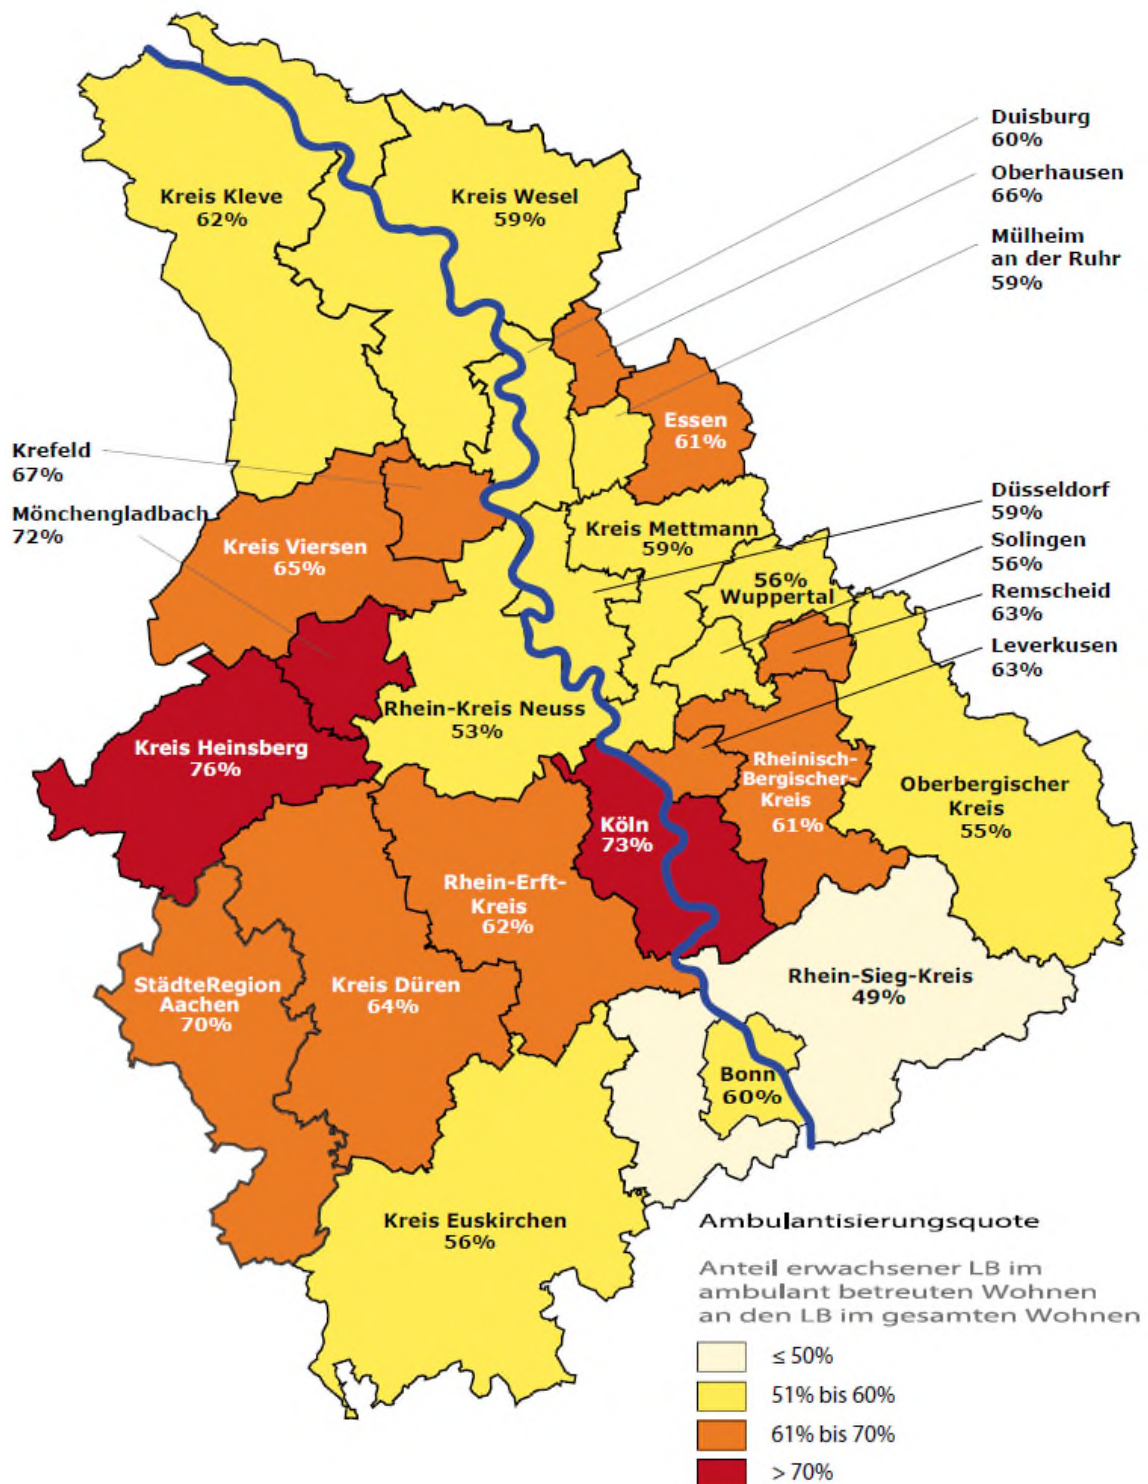 Kreis Kleve
62%
Kreis Wesel
59%
Duisburg
60%
Oberhausen
66%
Mülheim
an der Ruhr
59%
Essen
61%
Krefeld
67%
Mönchengladbach
72%
Kreis Viersen
65%
Kreis Mettmann
59%
Düsseldorf
59%
Solingen
56%
56%
Wuppertal
Remscheid
63%
Leverkusen
63%
Rhein-Kreis Neuss
53%
Kreis Heinsberg
76%
Rheinisch-
Bergischer-
Kreis
61%
Oberbergischer
Kreis
55%
Köln
73%
Rhein-Erft-
Kreis
62%
StädteRegion
Aachen
70%
Kreis Düren
64%
Rhein-Sieg-Kreis
49%
Bonn
60%
Kreis Euskirchen
56%
Ambulantisierungsquote
Anteil erwachsener LB im
ambulant betreuten Wohnen
an den LB im gesamten Wohnen
≤ 50%
51% bis 60%
61% bis 70%
> 70%